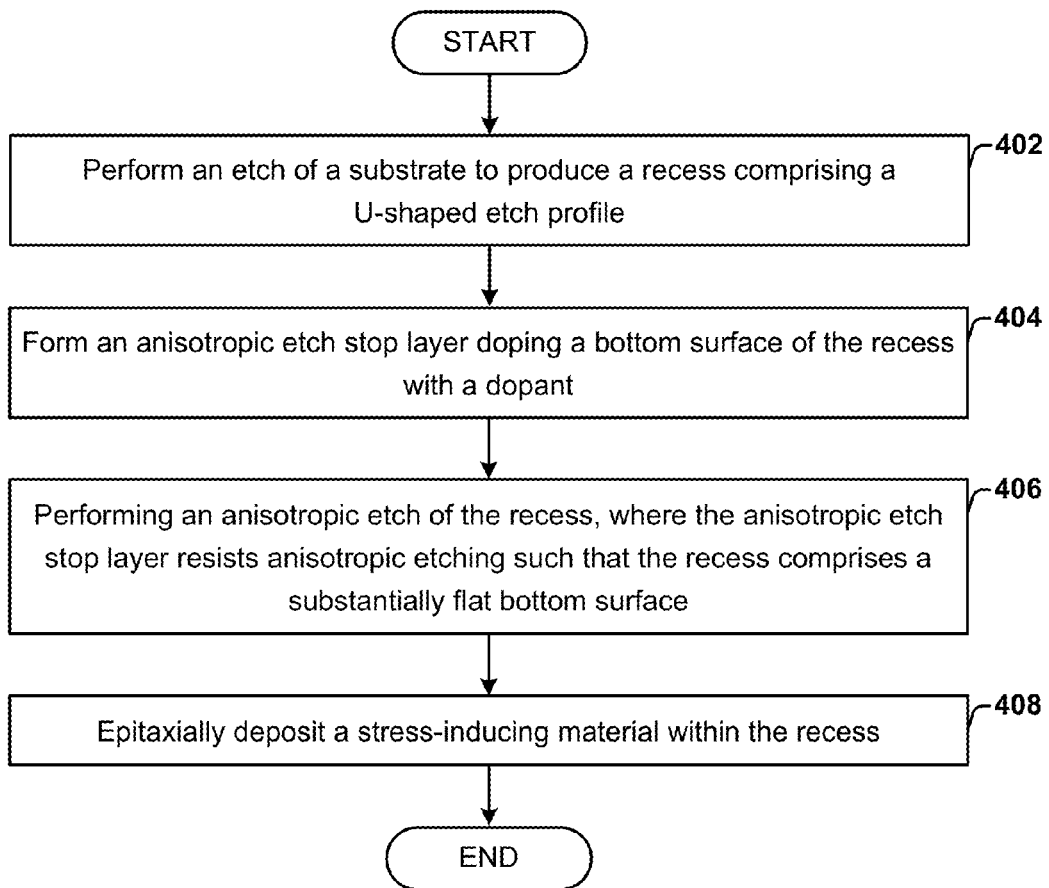 START
402
Perform an etch of a substrate to produce a recess comprising a
U-shaped etch profile
404
Form an anisotropic etch stop layer doping a bottom surface of the recess
with a dopant
406
Performing an anisotropic etch of the recess, where the anisotropic etch
stop layer resists anisotropic etching such that the recess comprises a
substantially flat bottom surface
408
Epitaxially deposit a stress-inducing material within the recess
END